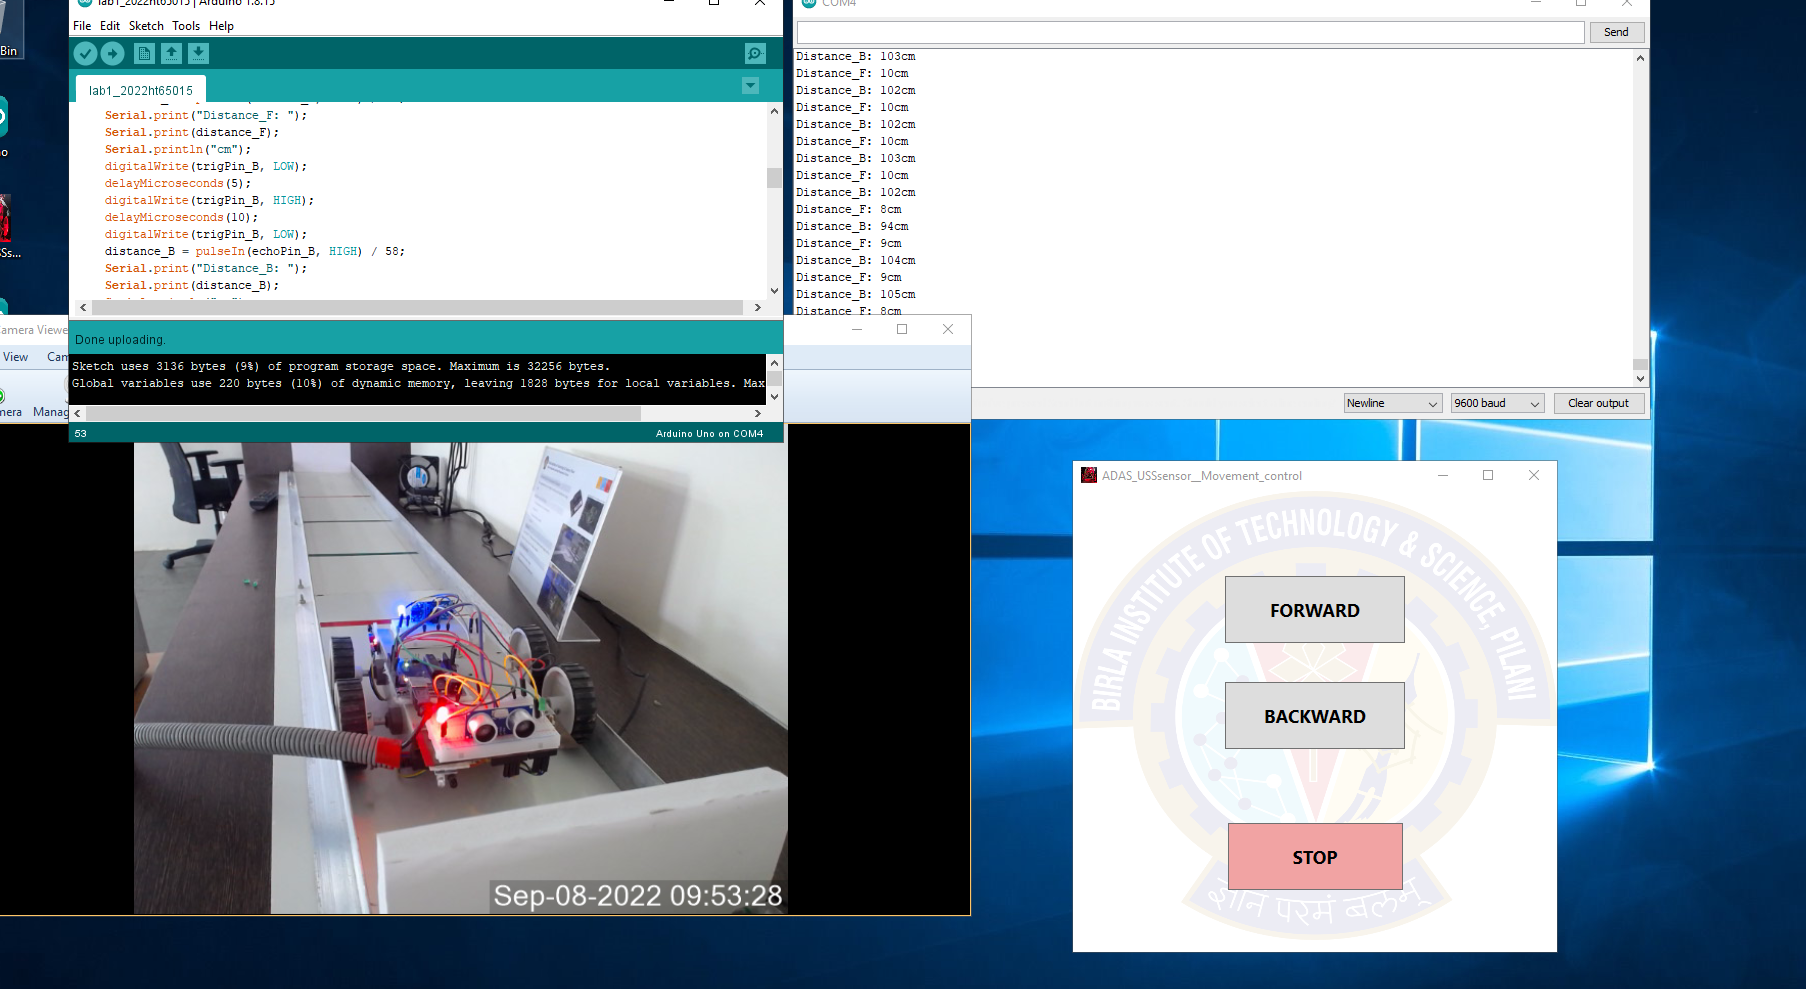 lab1_2022ht65015 | Arduino 1.8.15
File Edit Sketch Tools Help
lab1_2022ht65015
Serial.print("Distance_F: ");
Serial.print(distance_F);
Serial.println("cm");
digitalWrite(trigPin_B, LOW);
delayMicroseconds(5);
digitalWrite(trigPin_B, HIGH);
delayMicroseconds(10);
digitalWrite(trigPin_B, LOW);
distance_B = pulseIn(echoPin_B, HIGH) / 58;
Serial.print("Distance_B: ");
Serial.print(distance_B);
Done uploading.
Sketch uses 3136 bytes (9%) of program storage space. Maximum is 32256 bytes.
Global variables use 220 bytes (10%) of dynamic memory, leaving 1828 bytes for local variables. Max
53
Arduino Uno on COM4
Bin
COM4
Send
Distance_B: 103cm
Distance_F: 10cm
Distance_B: 102cm
Distance_F: 10cm
Distance_B: 102cm
Distance_F: 10cm
Distance_B: 103cm
Distance_F: 10cm
Distance_B: 102cm
Distance_F: 8cm
Distance_B: 94cm
Distance_F: 9cm
Distance_B: 104cm
Distance_F: 9cm
Distance_B: 105cm
Distance_F: 8cm
Newline
9600 baud
Clear output
amera Viewe
View Cam
mera Manag
Sep-08-2022 09:53:28
ADAS_USSsensor__Movement_control
BIRLA INSTITUTE OF TECHNOLOGY & SCIENCE, PILANI
FORWARD
BACKWARD
STOP
ज्ञानं परमं बलम्